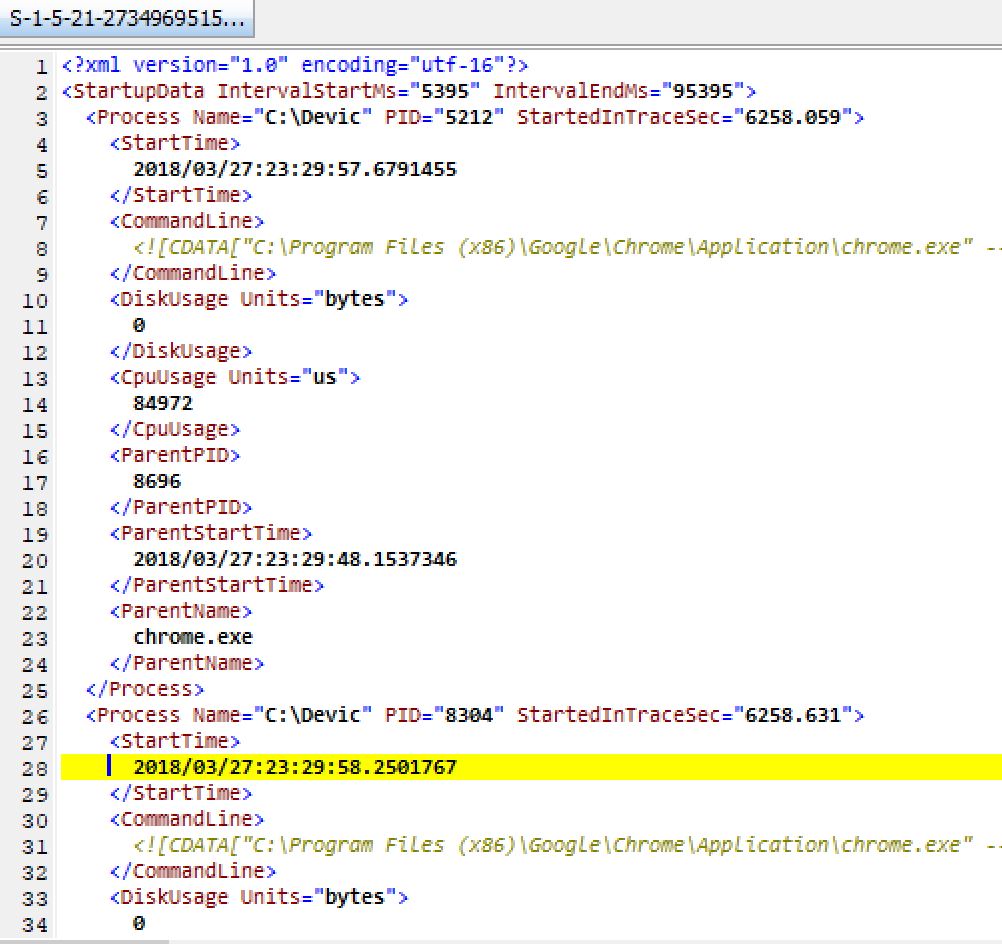 S-1-5-21-2734969515...
1 <?xml version="1.0" encoding="utf-16"?>
2 <StartupData IntervalStartMs="5395" IntervalEndMs="95395">
3 <Process Name="C:\Devic" PID="5212" StartedInTraceSec="6258.059">
4 <StartTime>
5 2018/03/27:23:29:57.6791455
6 </StartTime>
7 <CommandLine>
8 <![CDATA["C:\Program Files (x86)\Google\Chrome\Application\chrome.exe" --
9 </CommandLine>
10 <DiskUsage Units="bytes">
11 0
12 </DiskUsage>
13 <CpuUsage Units="us">
14 84972
15 </CpuUsage>
16 <ParentPID>
17 8696
18 </ParentPID>
19 <ParentStartTime>
20 2018/03/27:23:29:48.1537346
21 </ParentStartTime>
22 <ParentName>
23 chrome.exe
24 </ParentName>
25 </Process>
26 <Process Name="C:\Devic" PID="8304" StartedInTraceSec="6258.631">
27 <StartTime>
28 2018/03/27:23:29:58.2501767
29 </StartTime>
30 <CommandLine>
31 <![CDATA["C:\Program Files (x86)\Google\Chrome\Application\chrome.exe" --
32 </CommandLine>
33 <DiskUsage Units="bytes">
34 0